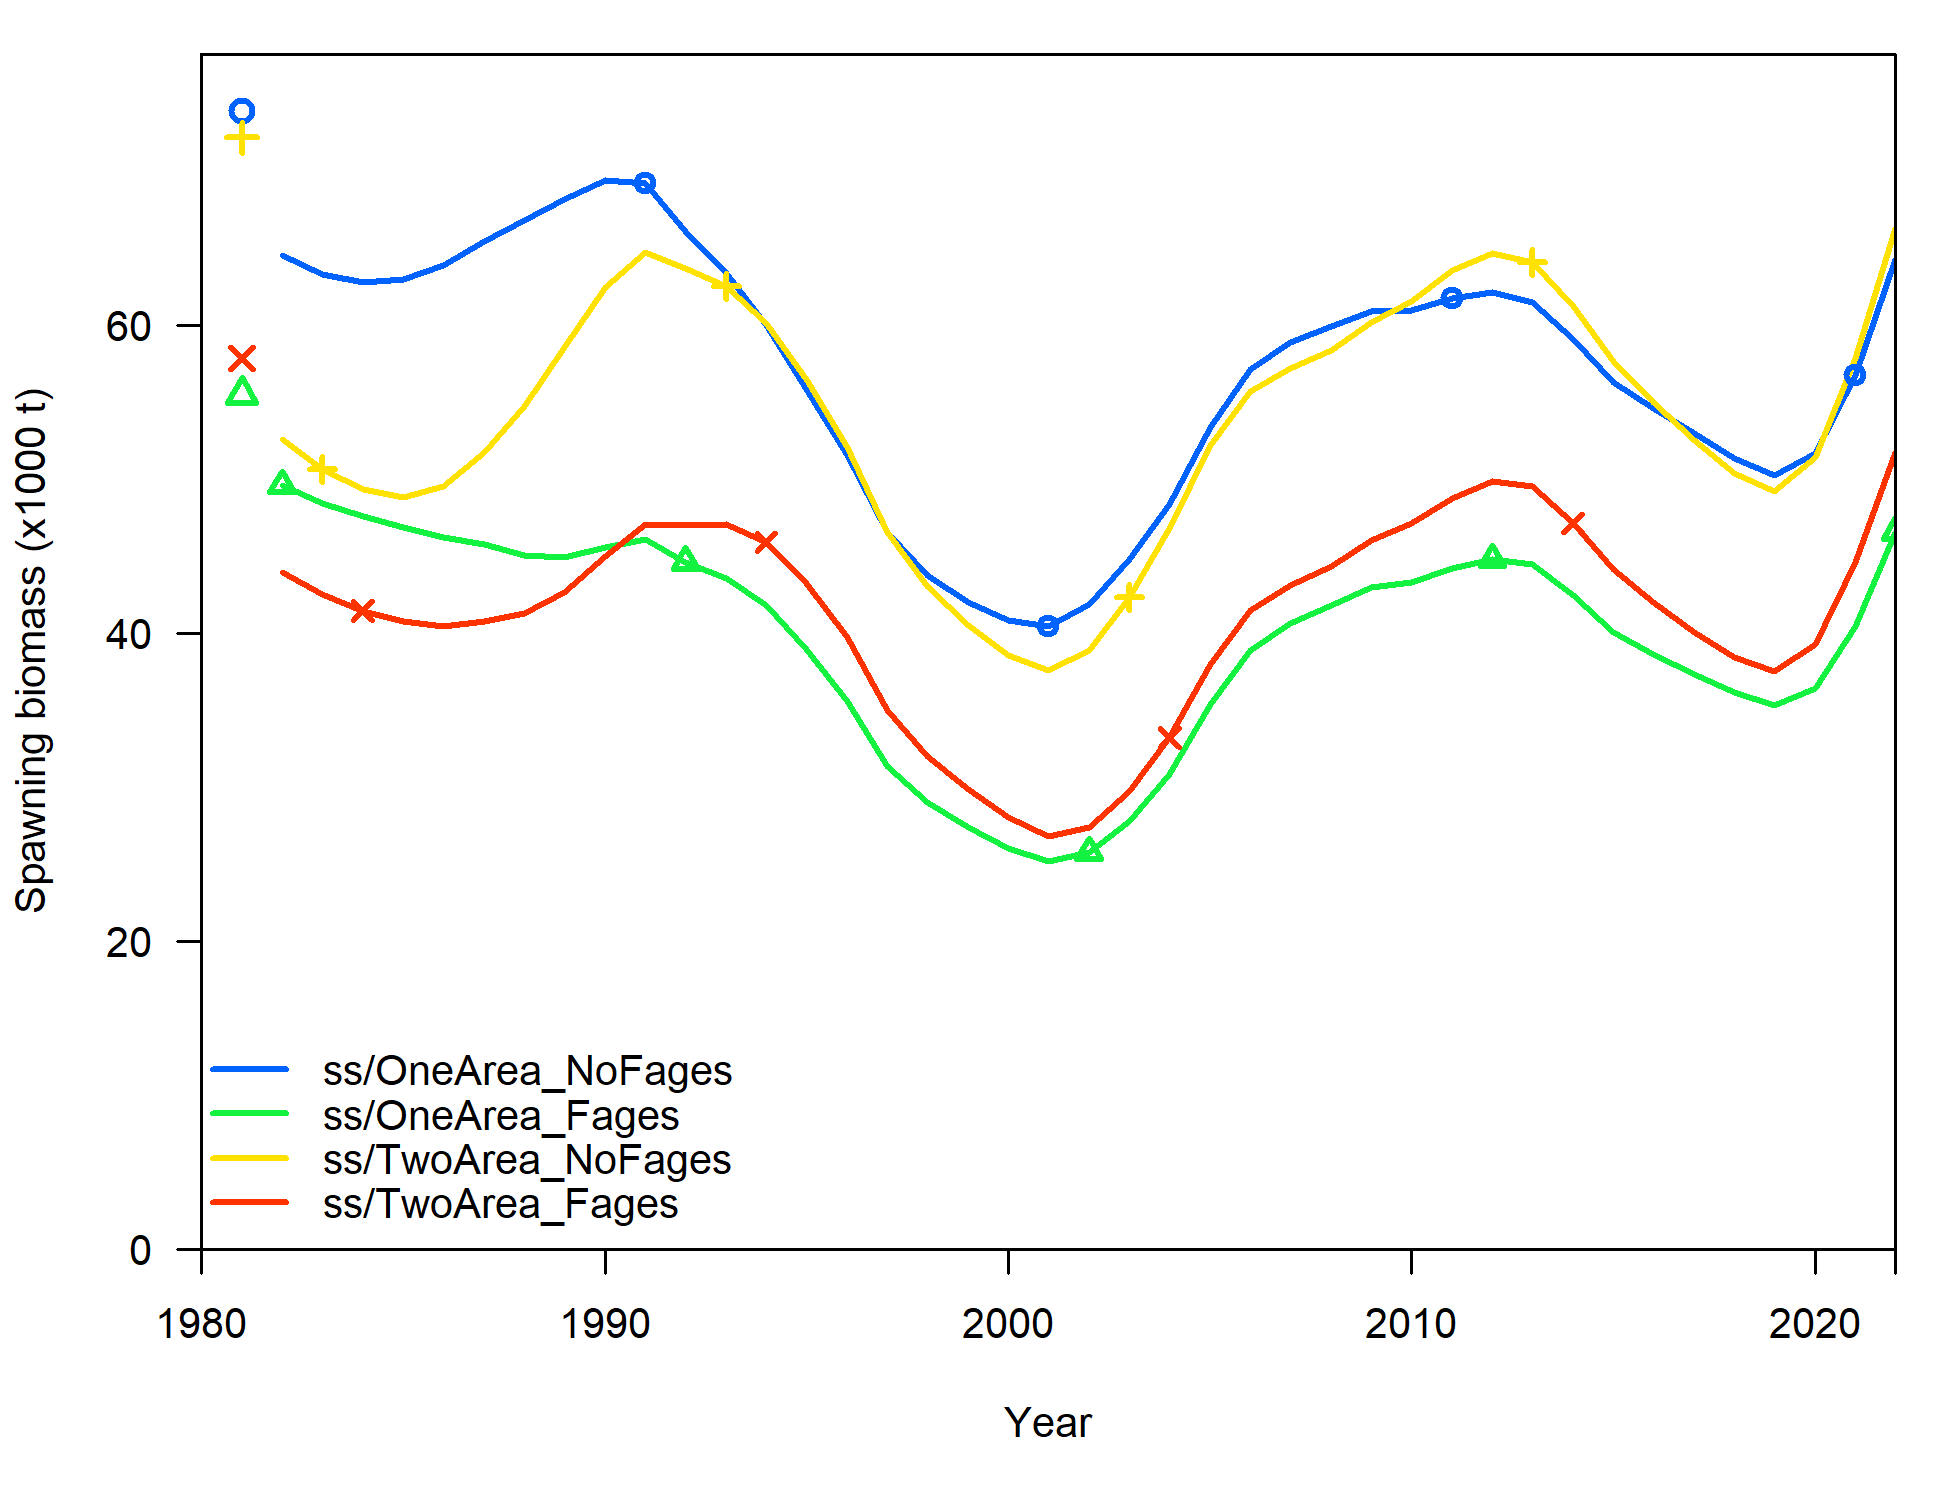 Spawning biomass (x1000 t)
60
40
20
0
ss/OneArea_NoFages
ss/OneArea_Fages
ss/TwoArea_NoFages
ss/TwoArea_Fages
1980 1990 2000 2010 2020
Year